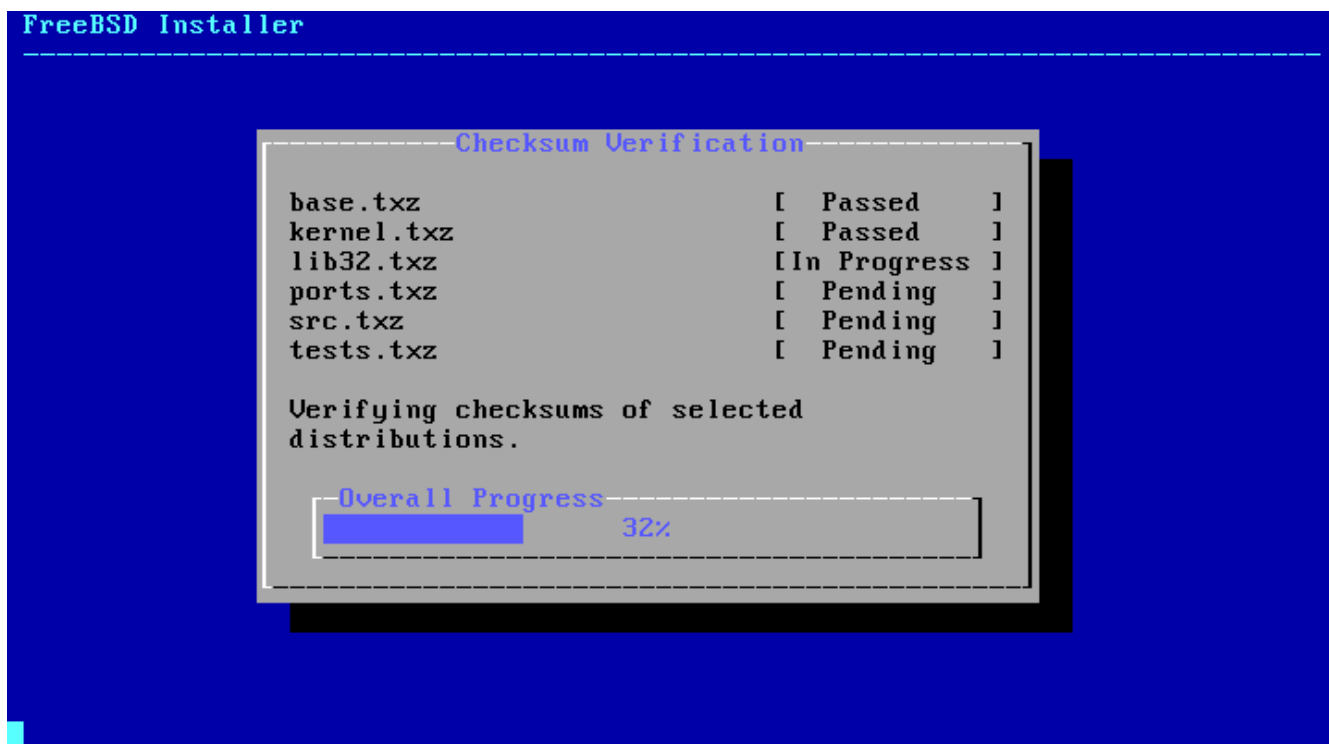 FreeBSD Installer
Checksum Verification
base.txz [ Passed ]
kernel.txz [ Passed ]
lib32.txz [In Progress ]
ports.txz [ Pending ]
src.txz [ Pending ]
tests.txz [ Pending ]
Verifying checksums of selected
distributions.
Overall Progress
32%